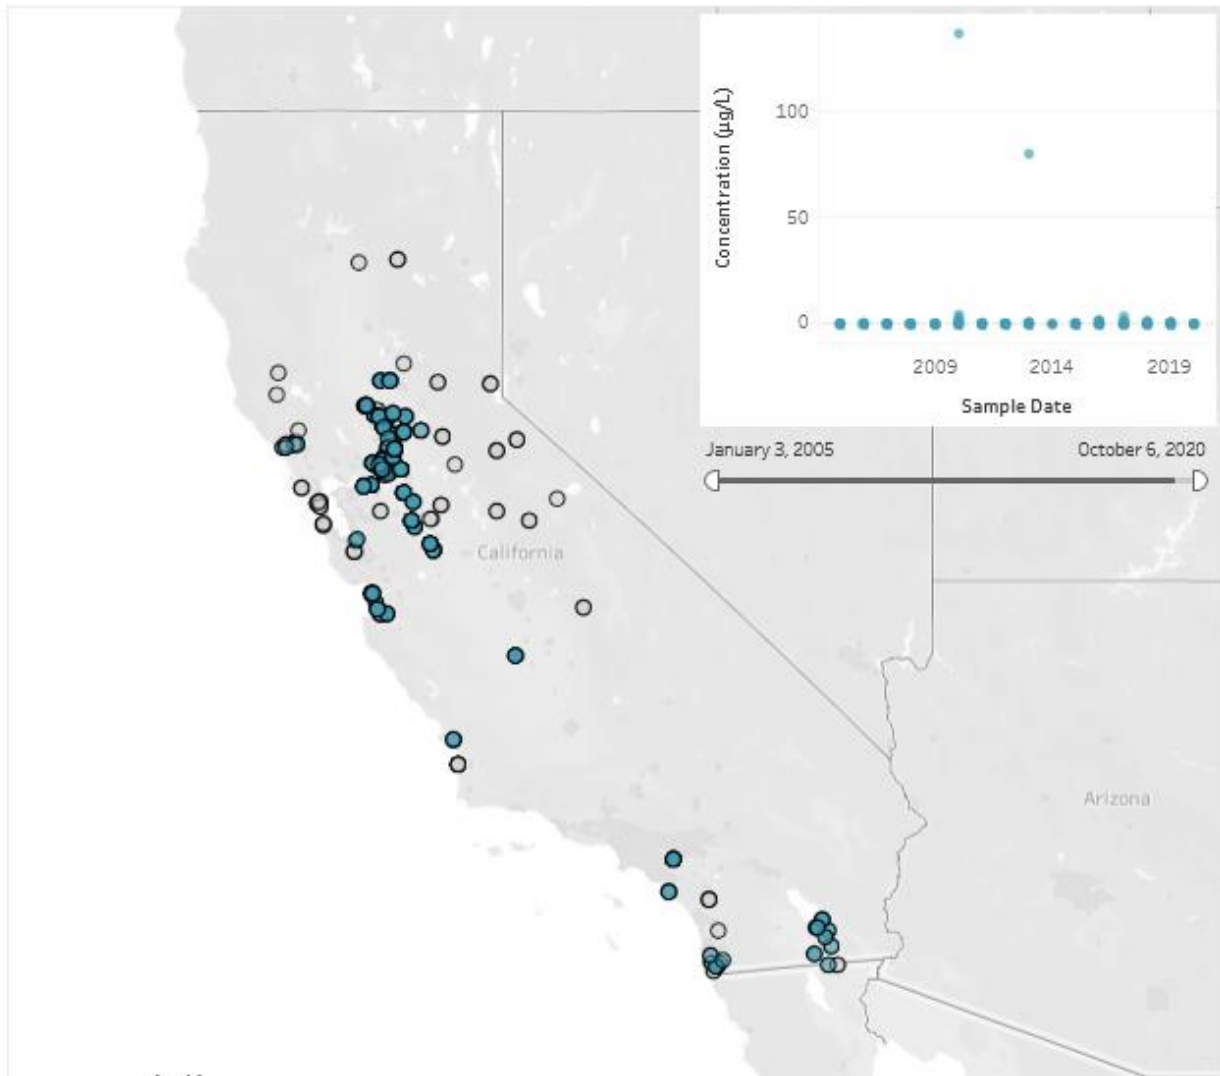 Concentration (µg/L)
100
50
0
2009 2014 2019
Sample Date
January 3, 2005 October 6, 2020
California
Arizona